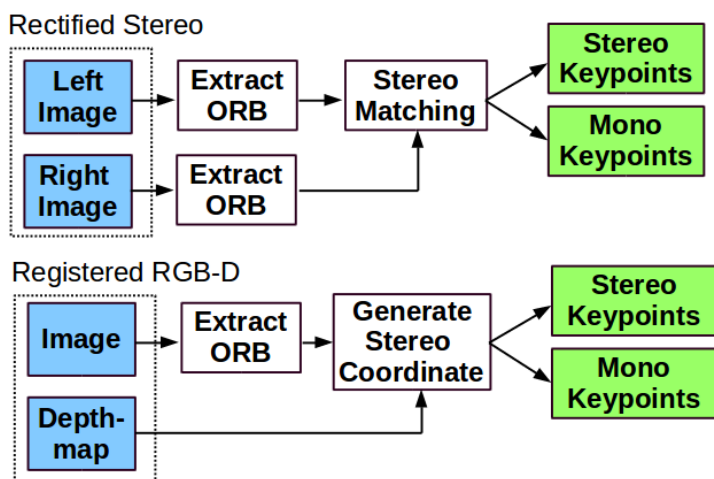 Rectified Stereo
Left
Image
Extract
ORB
Stereo
Matching
Stereo
Keypoints
Mono
Keypoints
Right
Image
Extract
ORB
Registered RGB-D
Image
Extract
ORB
Generate
Stereo
Coordinate
Stereo
Keypoints
Mono
Keypoints
Depth-
map